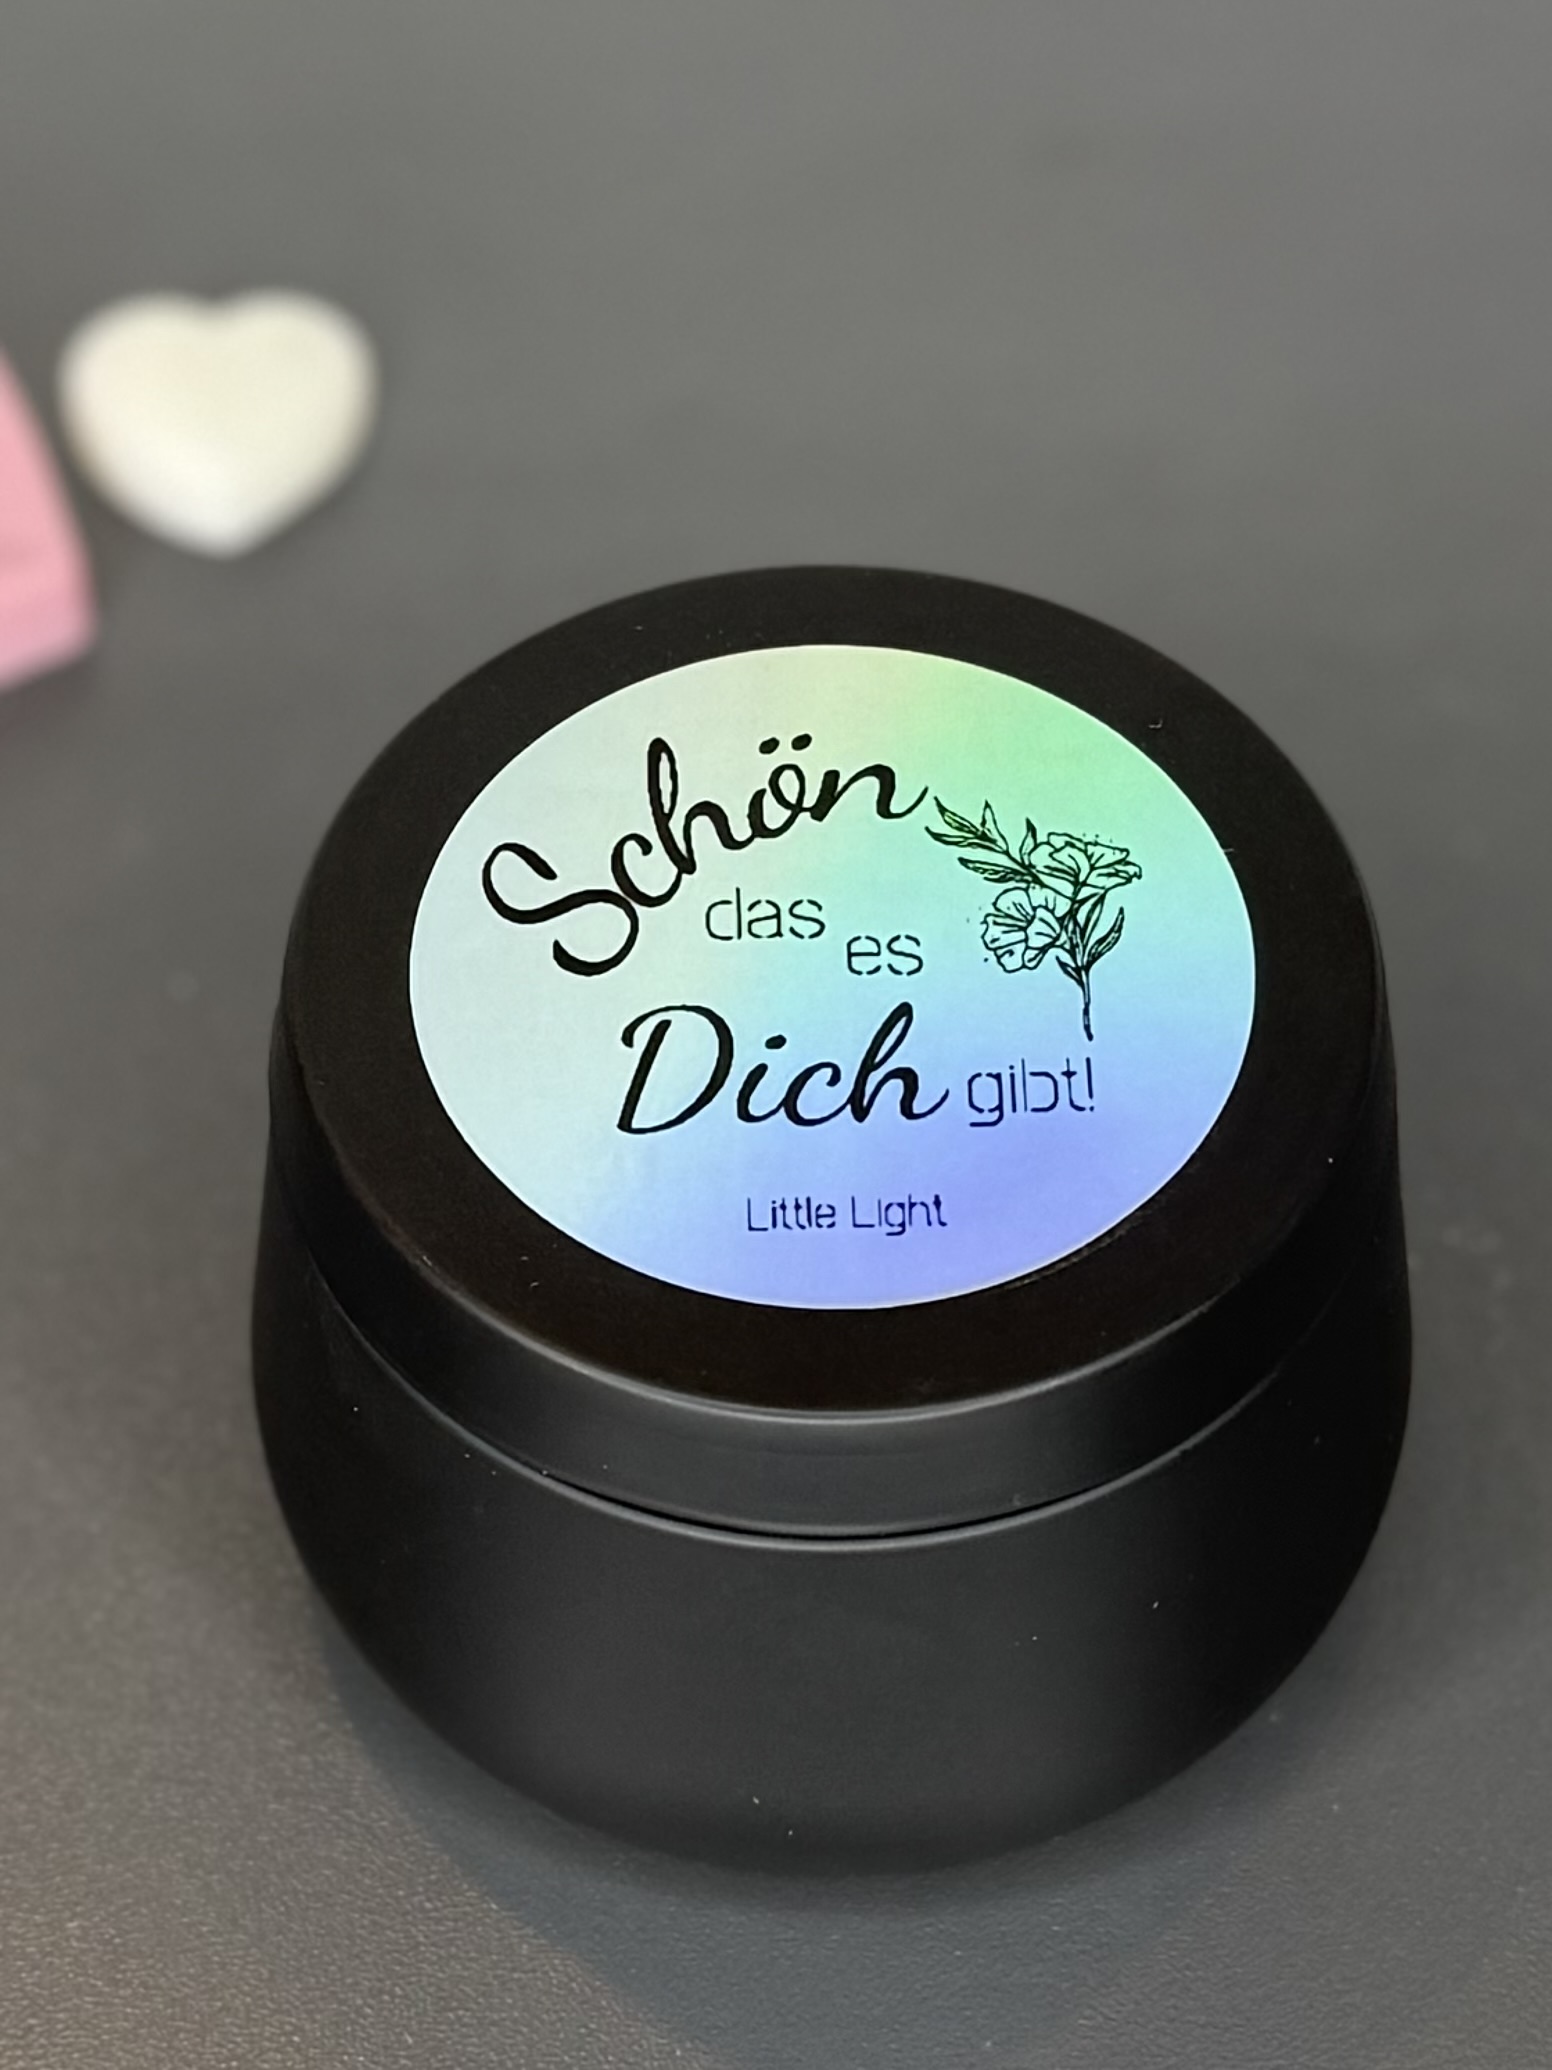 Schön
das es
Dich gibt!
Little Light